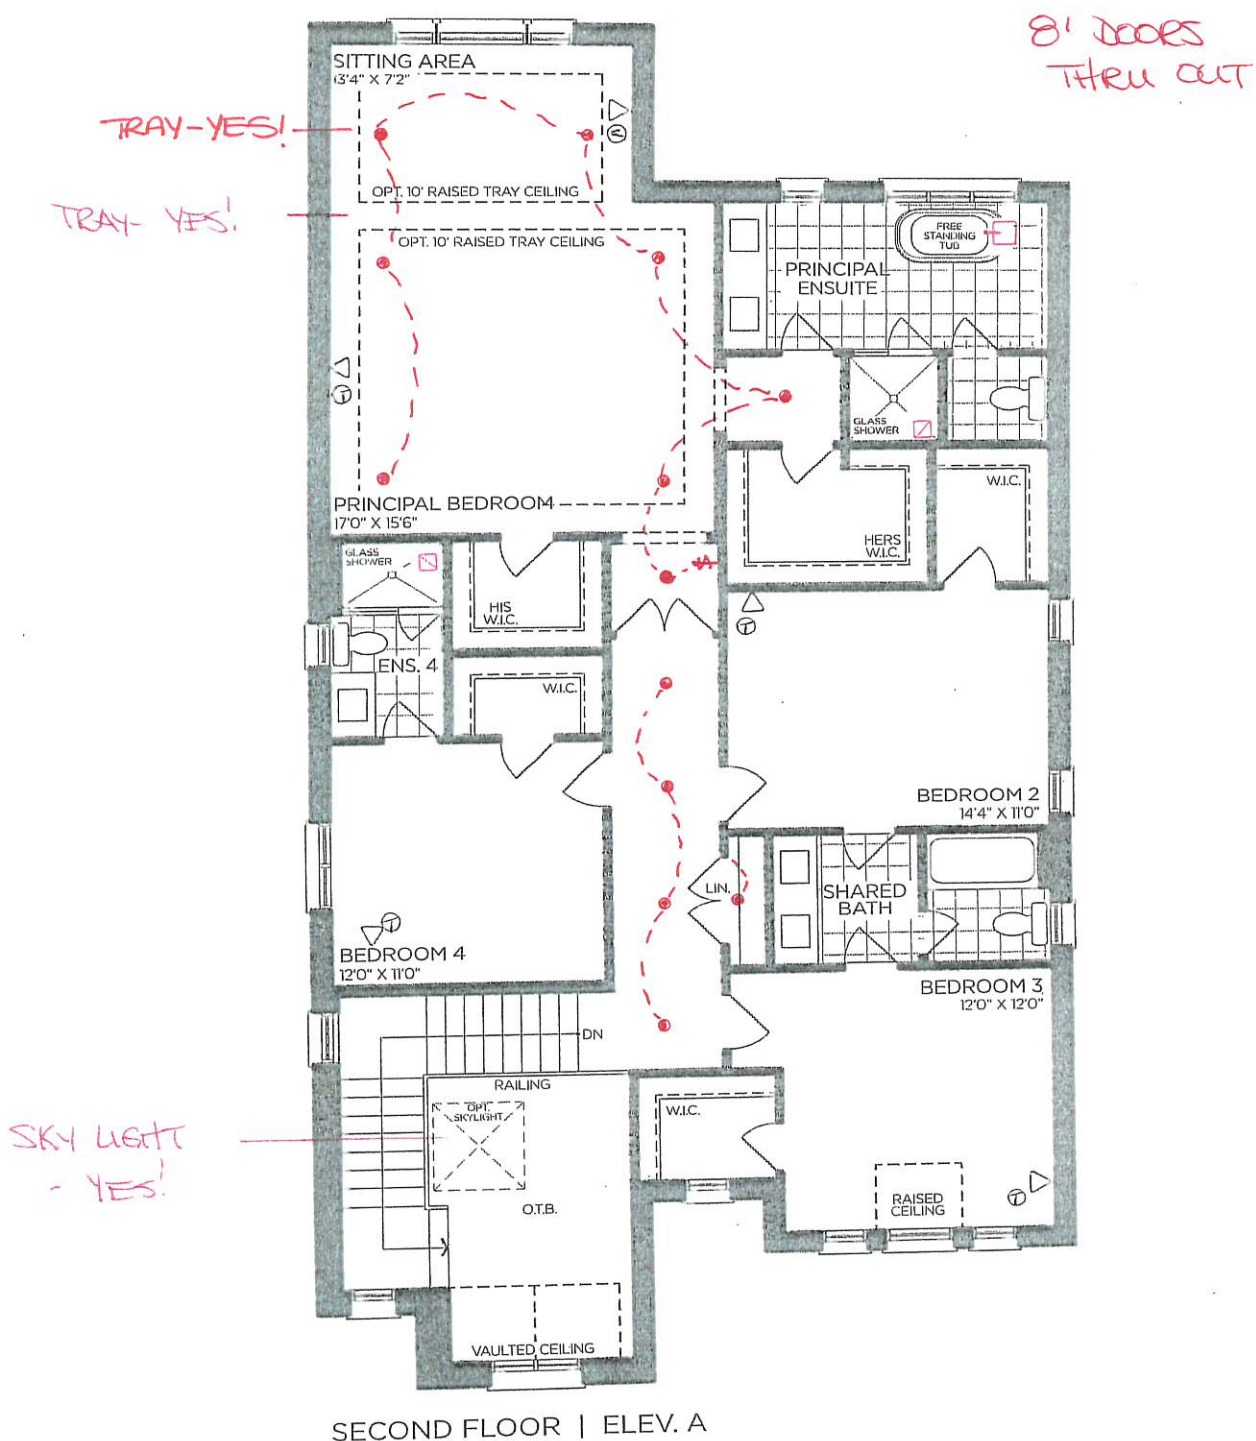 8' DOORS
THRU OUT
SITTING AREA
13'4" X 7'2"
TRAY-YES!
OPT. 10' RAISED TRAY CEILING
TRAY- YES!
OPT. 10' RAISED TRAY CEILING
FREE
STANDING
TUB
PRINCIPAL
ENSUITE
GLASS
SHOWER
PRINCIPAL BEDROOM
17'0" X 15'6"
W.I.C.
HERS
W.I.C.
GLASS
SHOWER
HIS
W.I.C.
T
ENS. 4
W.I.C.
BEDROOM 2
14'4" X 11'0"
LIN.
SHARED
BATH
T
BEDROOM 4
12'0" X 11'0"
BEDROOM 3
12'0" X 12'0"
DN
RAILING
OPT.
SKYLIGHT
W.I.C.
SKY LIGHT
- YES!
O.T.B.
RAISED
CEILING
T
VAULTED CEILING
SECOND FLOOR | ELEV. A